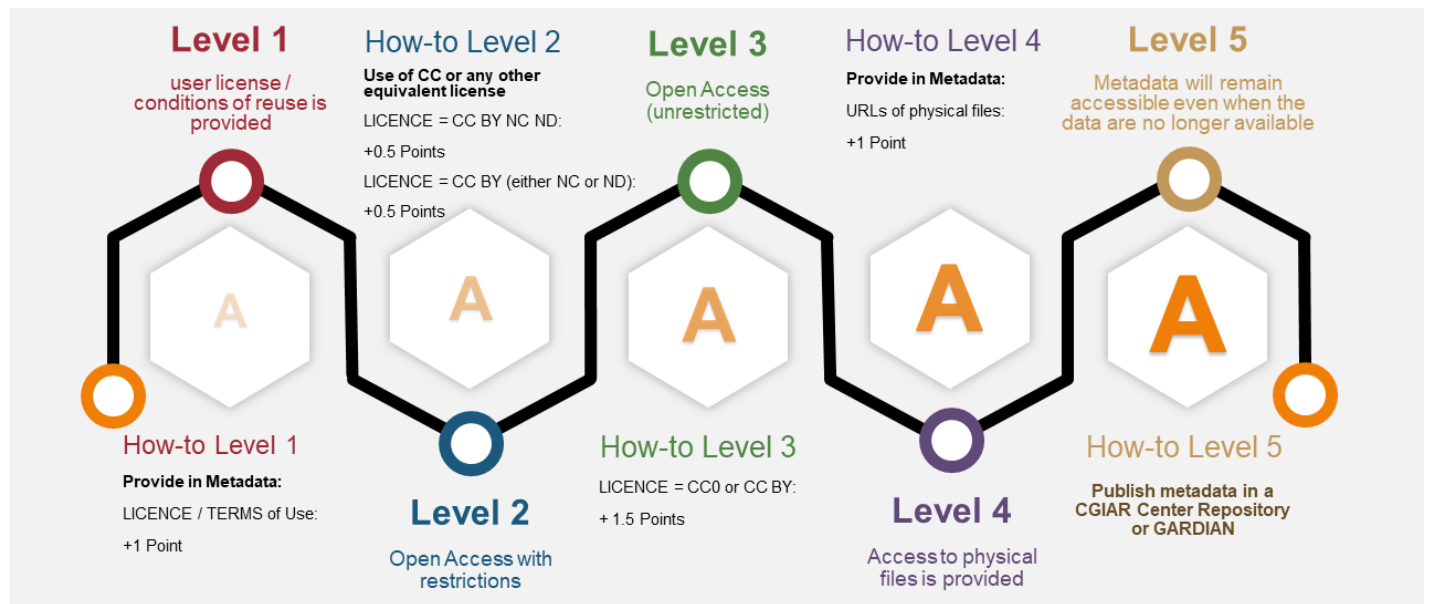 Level 1
user license /
conditions of reuse is
provided
A
How-to Level 1
Provide in Metadata:
LICENCE / TERMS of Use:
+1 Point
How-to Level 2
Use of CC or any other
equivalent license
LICENCE = CC BY NC ND:
+0.5 Points
LICENCE = CC BY (either NC or ND):
+0.5 Points
A
Level 2
Open Access with
restrictions
Level 3
Open Access
(unrestricted)
A
How-to Level 3
LICENCE = CC0 or CC BY:
+ 1.5 Points
How-to Level 4
Provide in Metadata:
URLs of physical files:
+1 Point
A
Level 4
Access to physical
files is provided
Level 5
Metadata will remain
accessible even when the
data are no longer available
A
How-to Level 5
Publish metadata in a
CGIAR Center Repository
or GARDIAN